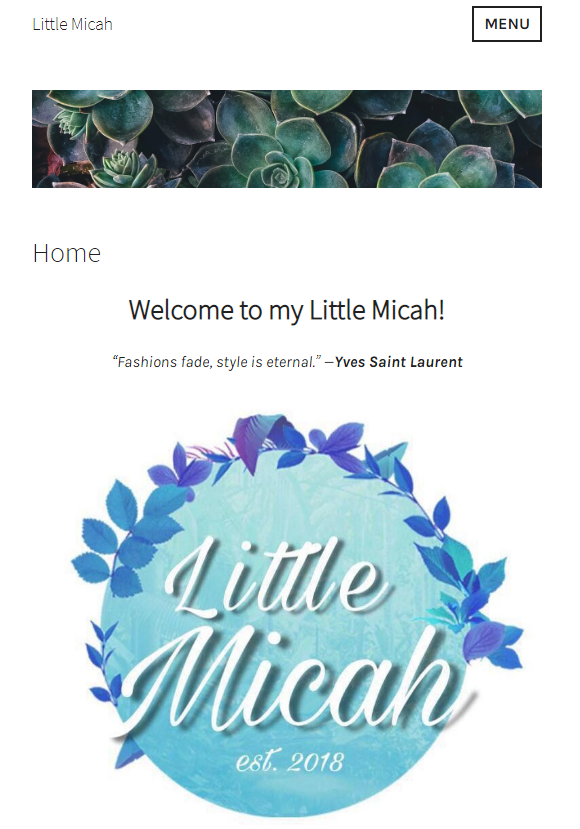 Little Micah
MENU
Home
Welcome to my Little Micah!
“Fashions fade, style is eternal.” —Yves Saint Laurent
Little
Micah
est. 2018